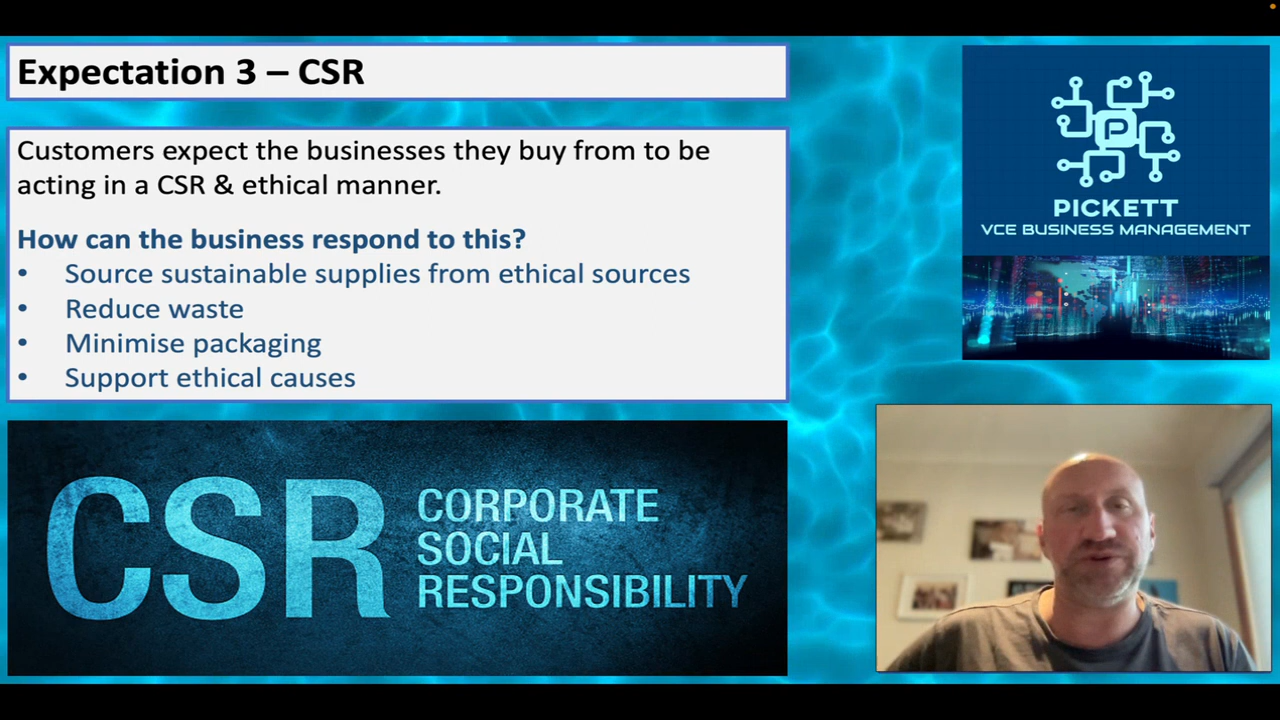 Expectation 3 – CSR
Customers expect the businesses they buy from to be
acting in a CSR & ethical manner.
How can the business respond to this?
• Source sustainable supplies from ethical sources
• Reduce waste
• Minimise packaging
• Support ethical causes
CSR
CORPORATE
SOCIAL
RESPONSIBILITY
P
PICKETT
VCE BUSINESS MANAGEMENT